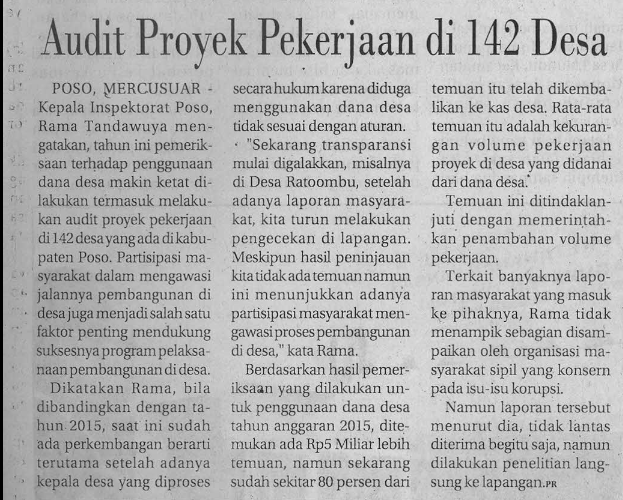 Audit Proyek Pekerjaan di 142 Desa
POSO, MERCUSUAR -
Kepala Inspektorat Poso,
Rama Tandawuya men-
gatakan, tahun ini pemerik-
saan terhadap penggunaan
dana desa makin ketat di-
lakukan termasuk melaku-
kan audit proyek pekerjaan
di 142 desa yang ada di kabu-
paten Poso. Partisipasi ma-
syarakat dalam mengawasi
jalannya pembangunan di
desa juga menjadi salah satu
faktor penting mendukung
suksesnya program pelaksa-
naan pembangunan di desa.
Dikatakan Rama, bila
dibandingkan dengan ta-
hun 2015, saat ini sudah
ada perkembangan berarti
terutama setelah adanya
kepala desa yang diproses
secara hukum karena diduga
menggunakan dana desa
tidak sesuai dengan aturan.
"Sekarang transparansi
mulai digalakkan, misalnya
di Desa Ratoombu, setelah
adanya laporan masyara-
kat, kita turun melakukan
pengecekan di lapangan.
Meskipun hasil peninjauan
kita tidak ada temuan namun
ini menunjukkan adanya
partisipasi masyarakat men-
gawasi proses pembangunan
di desa," kata Rama.
Berdasarkan hasil pemer-
iksaan yang dilakukan un-
tuk penggunaan dana desa
tahun anggaran 2015, dite-
mukan ada Rp5 Miliar lebih
temuan, namun sekarang
sudah sekitar 80 persen dari
temuan itu telah dikemba-
likan ke kas desa. Rata-rata
temuan itu adalah kekuran-
gan volume pekerjaan
proyek di desa yang didanai
dari dana desa.
Temuan ini ditindaklan-
juti dengan memerintah-
kan penambahan volume
pekerjaan.
Terkait banyaknya lapo-
ran masyarakat yang masuk
ke pihaknya, Rama tidak
menampik sebagian disam-
paikan oleh organisasi ma-
syarakat sipil yang konsern
pada isu-isu korupsi.
Namun laporan tersebut
menurut dia, tidak lantas
diterima begitu saja, namun
dilakukan penelitian lang-
sung ke lapangan.PR